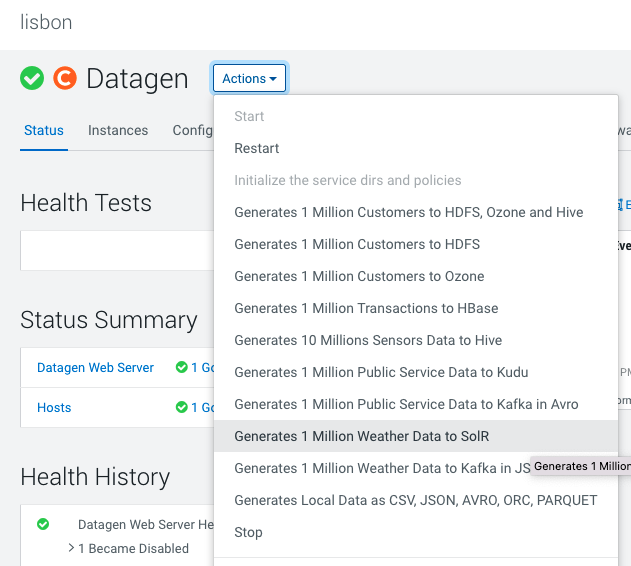 lisbon
Datagen
Actions
Status
Instances
Config
Start
Restart
Initialize the service dirs and policies
Generates 1 Million Customers to HDFS, Ozone and Hive
Generates 1 Million Customers to HDFS
Generates 1 Million Customers to Ozone
Generates 1 Million Transactions to HBase
Generates 10 Millions Sensors Data to Hive
Generates 1 Million Public Service Data to Kudu
Generates 1 Million Public Service Data to Kafka in Avro
Generates 1 Million Weather Data to SolR
Generates 1 Million Weather Data to Kafka in JS
Generates 1 Million
Generates Local Data as CSV, JSON, AVRO, ORC, PARQUET
Stop
Health Tests
Status Summary
Datagen Web Server
1 Go
Hosts
1 Go
Health History
Datagen Web Server He
> 1 Became Disabled